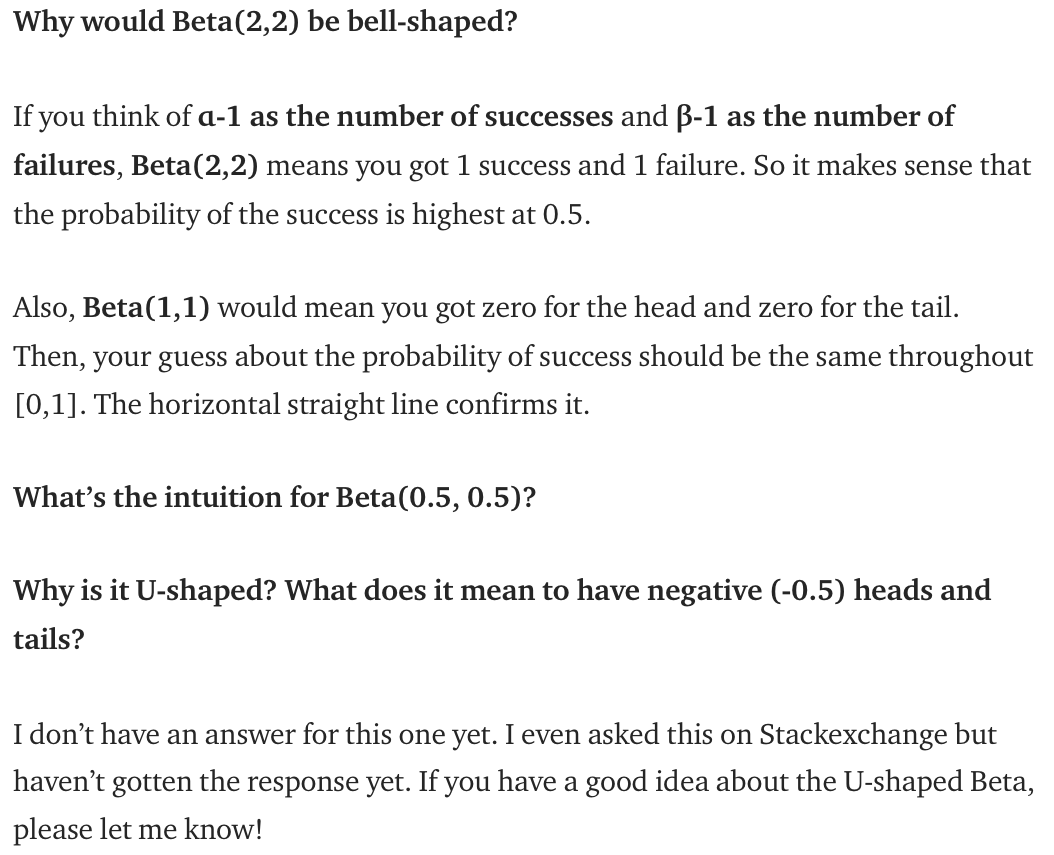 Why would Beta(2,2) be bell-shaped?
If you think of α-1 as the number of successes and β-1 as the number of
failures, Beta(2,2) means you got 1 success and 1 failure. So it makes sense that
the probability of the success is highest at 0.5.
Also, Beta(1,1) would mean you got zero for the head and zero for the tail.
Then, your guess about the probability of success should be the same throughout
[0,1]. The horizontal straight line confirms it.
What’s the intuition for Beta(0.5, 0.5)?
Why is it U-shaped? What does it mean to have negative (-0.5) heads and
tails?
I don’t have an answer for this one yet. I even asked this on Stackexchange but
haven’t gotten the response yet. If you have a good idea about the U-shaped Beta,
please let me know!